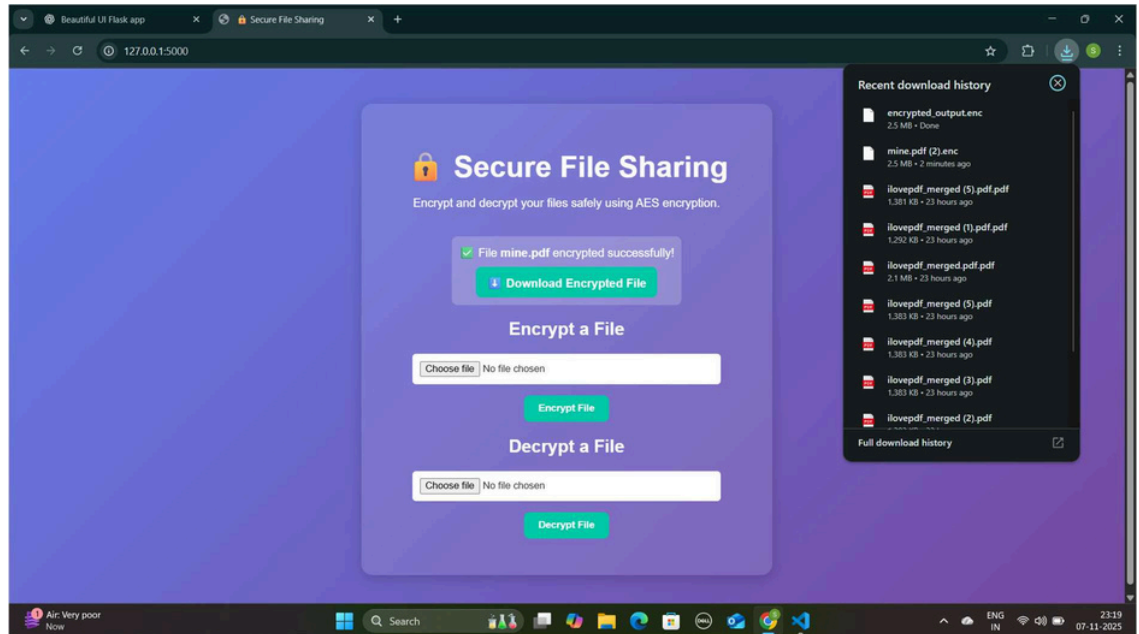 Beautiful UI Flask app
Secure File Sharing
127.0.0.1:5000
S
Recent download history
encrypted_output.enc
2.5 MB • Done
mine.pdf (2).enc
2.5 MB • 2 minutes ago
ilovepdf_merged (5).pdf.pdf
1,381 KB • 23 hours ago
ilovepdf_merged (1).pdf.pdf
1,292 KB • 23 hours ago
ilovepdf_merged.pdf.pdf
2.1 MB • 23 hours ago
ilovepdf_merged (5).pdf
1,383 KB • 23 hours ago
ilovepdf_merged (4).pdf
1,383 KB • 23 hours ago
ilovepdf_merged (3).pdf
1,383 KB • 23 hours ago
ilovepdf_merged (2).pdf
Full download history
Secure File Sharing
Encrypt and decrypt your files safely using AES encryption.
File mine.pdf encrypted successfully!
Download Encrypted File
Encrypt a File
Choose file No file chosen
Encrypt File
Decrypt a File
Choose file No file chosen
Decrypt File
1
Air: Very poor
Now
Search
DELL
ENG
IN
23:19
07-11-2025